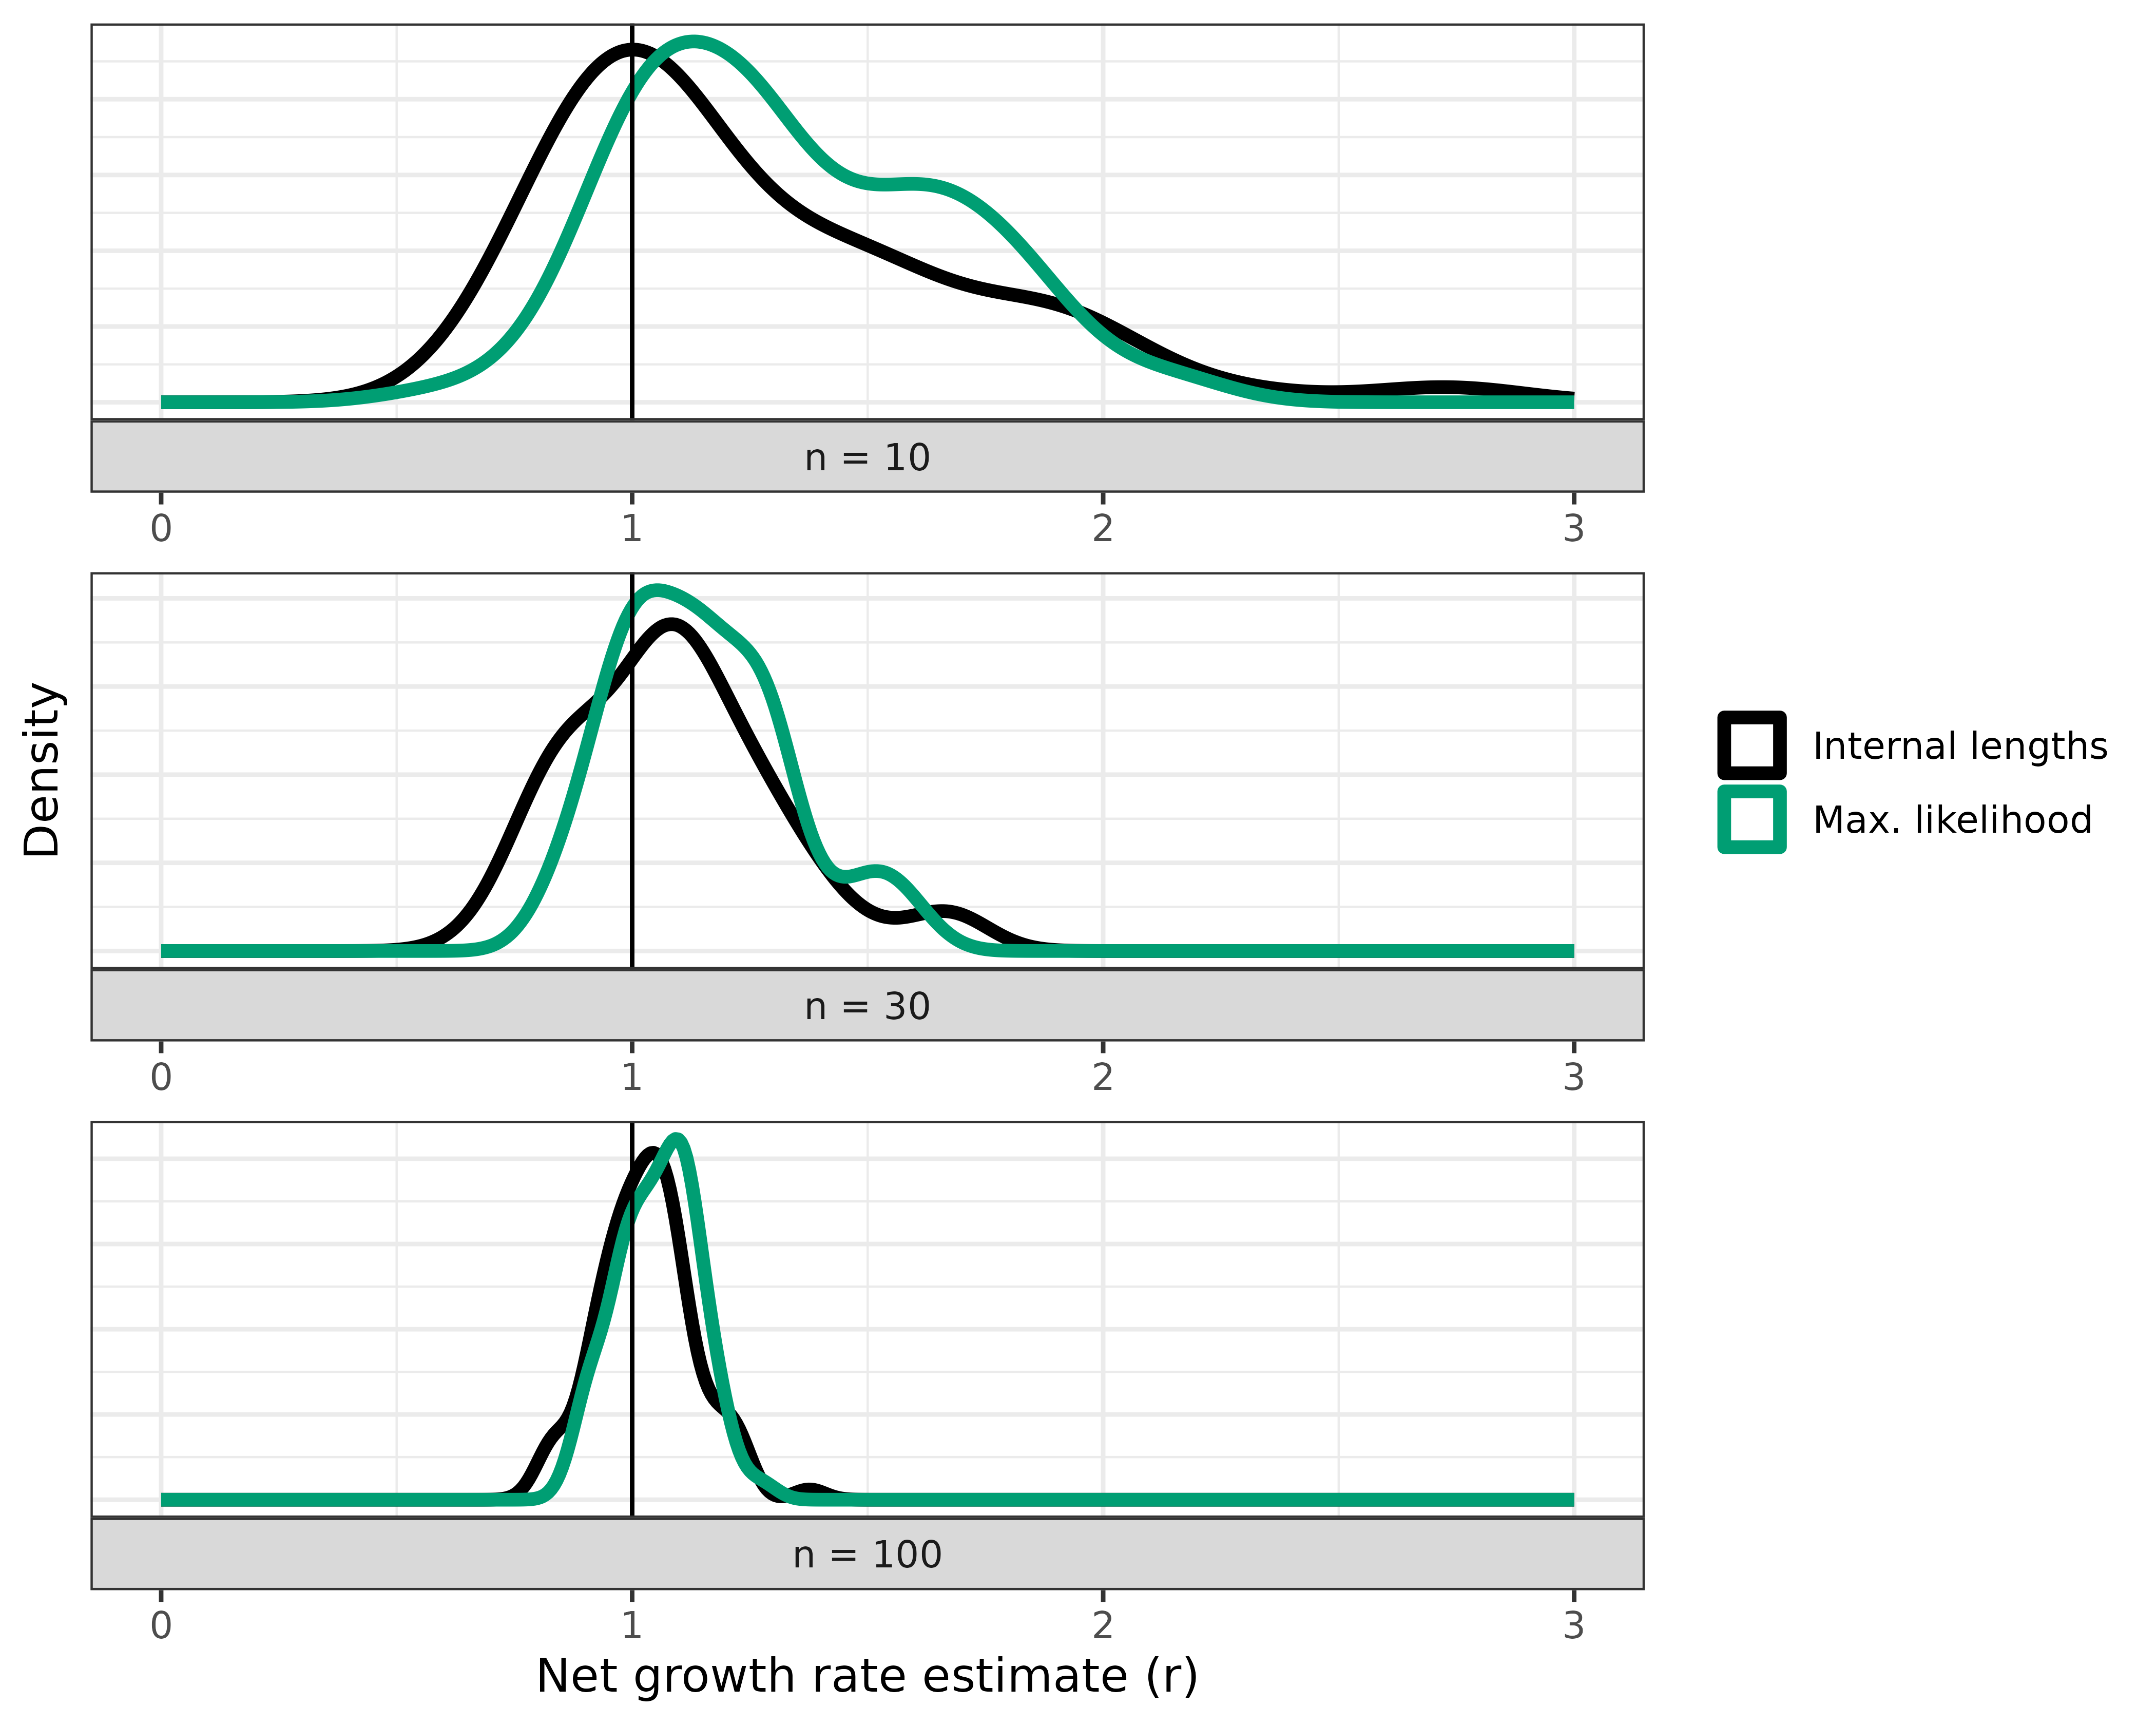 n = 10
0 1 2 3
n = 30
0 1 2 3
n = 100
0 1 2 3
Net growth rate estimate (r)
Density
Internal lengths
Max. likelihood